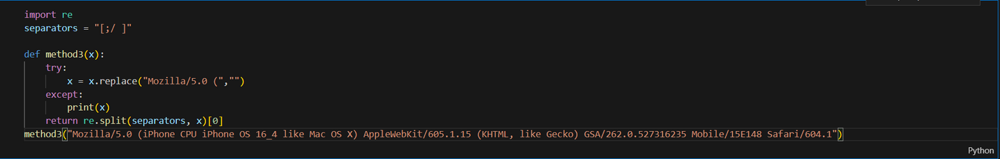 import re
separators = "[;/ ]"
def method3(x):
try:
x = x.replace("Mozilla/5.0 (","")
except:
print(x)
return re.split(separators, x)[0]
method3("Mozilla/5.0 (iPhone CPU iPhone OS 16_4 like Mac OS X) AppleWebKit/605.1.15 (KHTML, like Gecko) GSA/262.0.527316235 Mobile/15E148 Safari/604.1")
Python